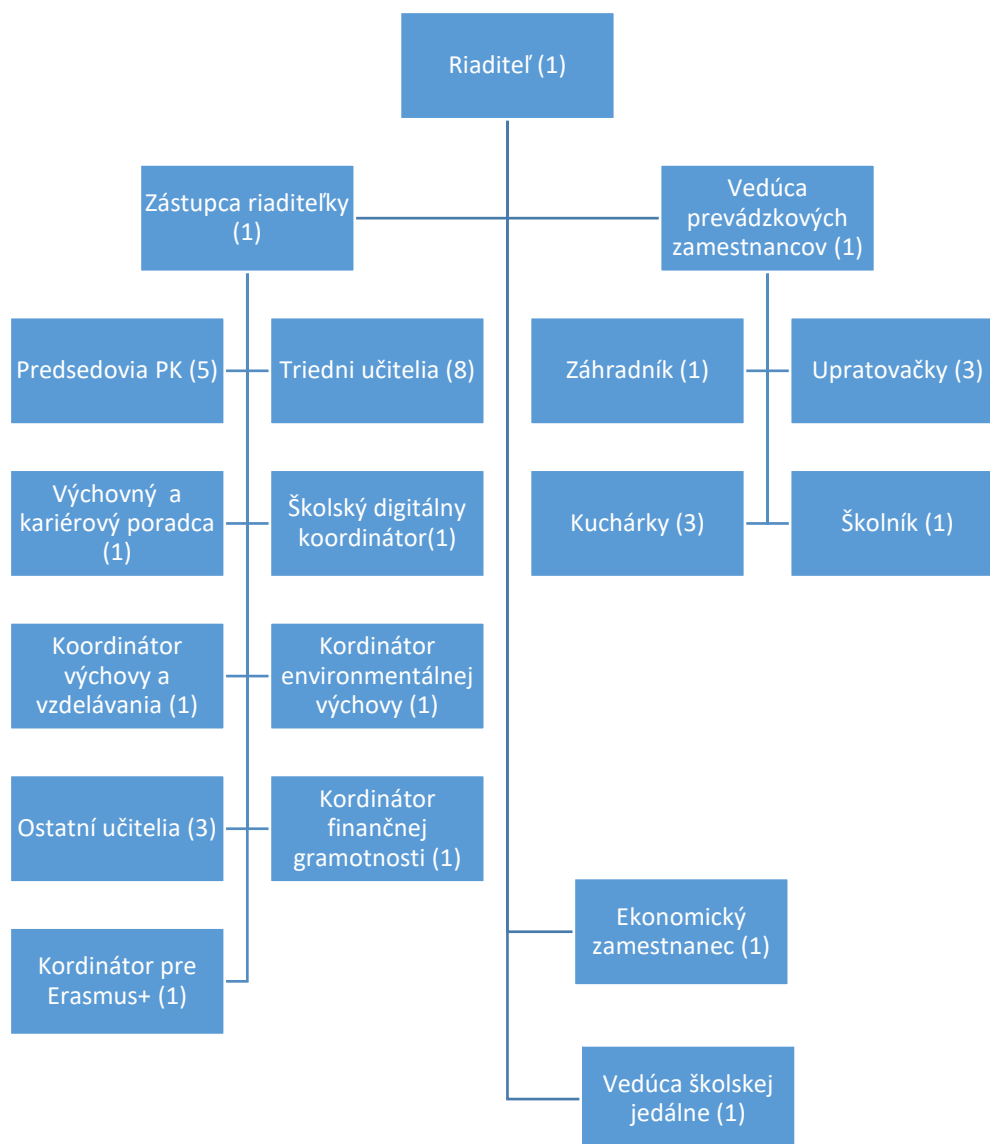 Riaditeľ (1)
Zástupca riaditeľky
(1)
Vedúca
prevádzkových
zamestnancov (1)
Predsedovia PK (5)
Triedni učitelia (8)
Záhradník (1)
Upratovačky (3)
Výchovný  a
kariérový poradca
(1)
Školský digitálny
koordinátor(1)
Kuchárky (3)
Školník (1)
Koordinátor
výchovy a
vzdelávania (1)
Kordinátor
environmentálnej
výchovy (1)
Ostatní učitelia (3)
Kordinátor
finančnej
gramotnosti (1)
Ekonomický
zamestnanec (1)
Kordinátor pre
Erasmus+ (1)
Vedúca školskej
jedálne (1)